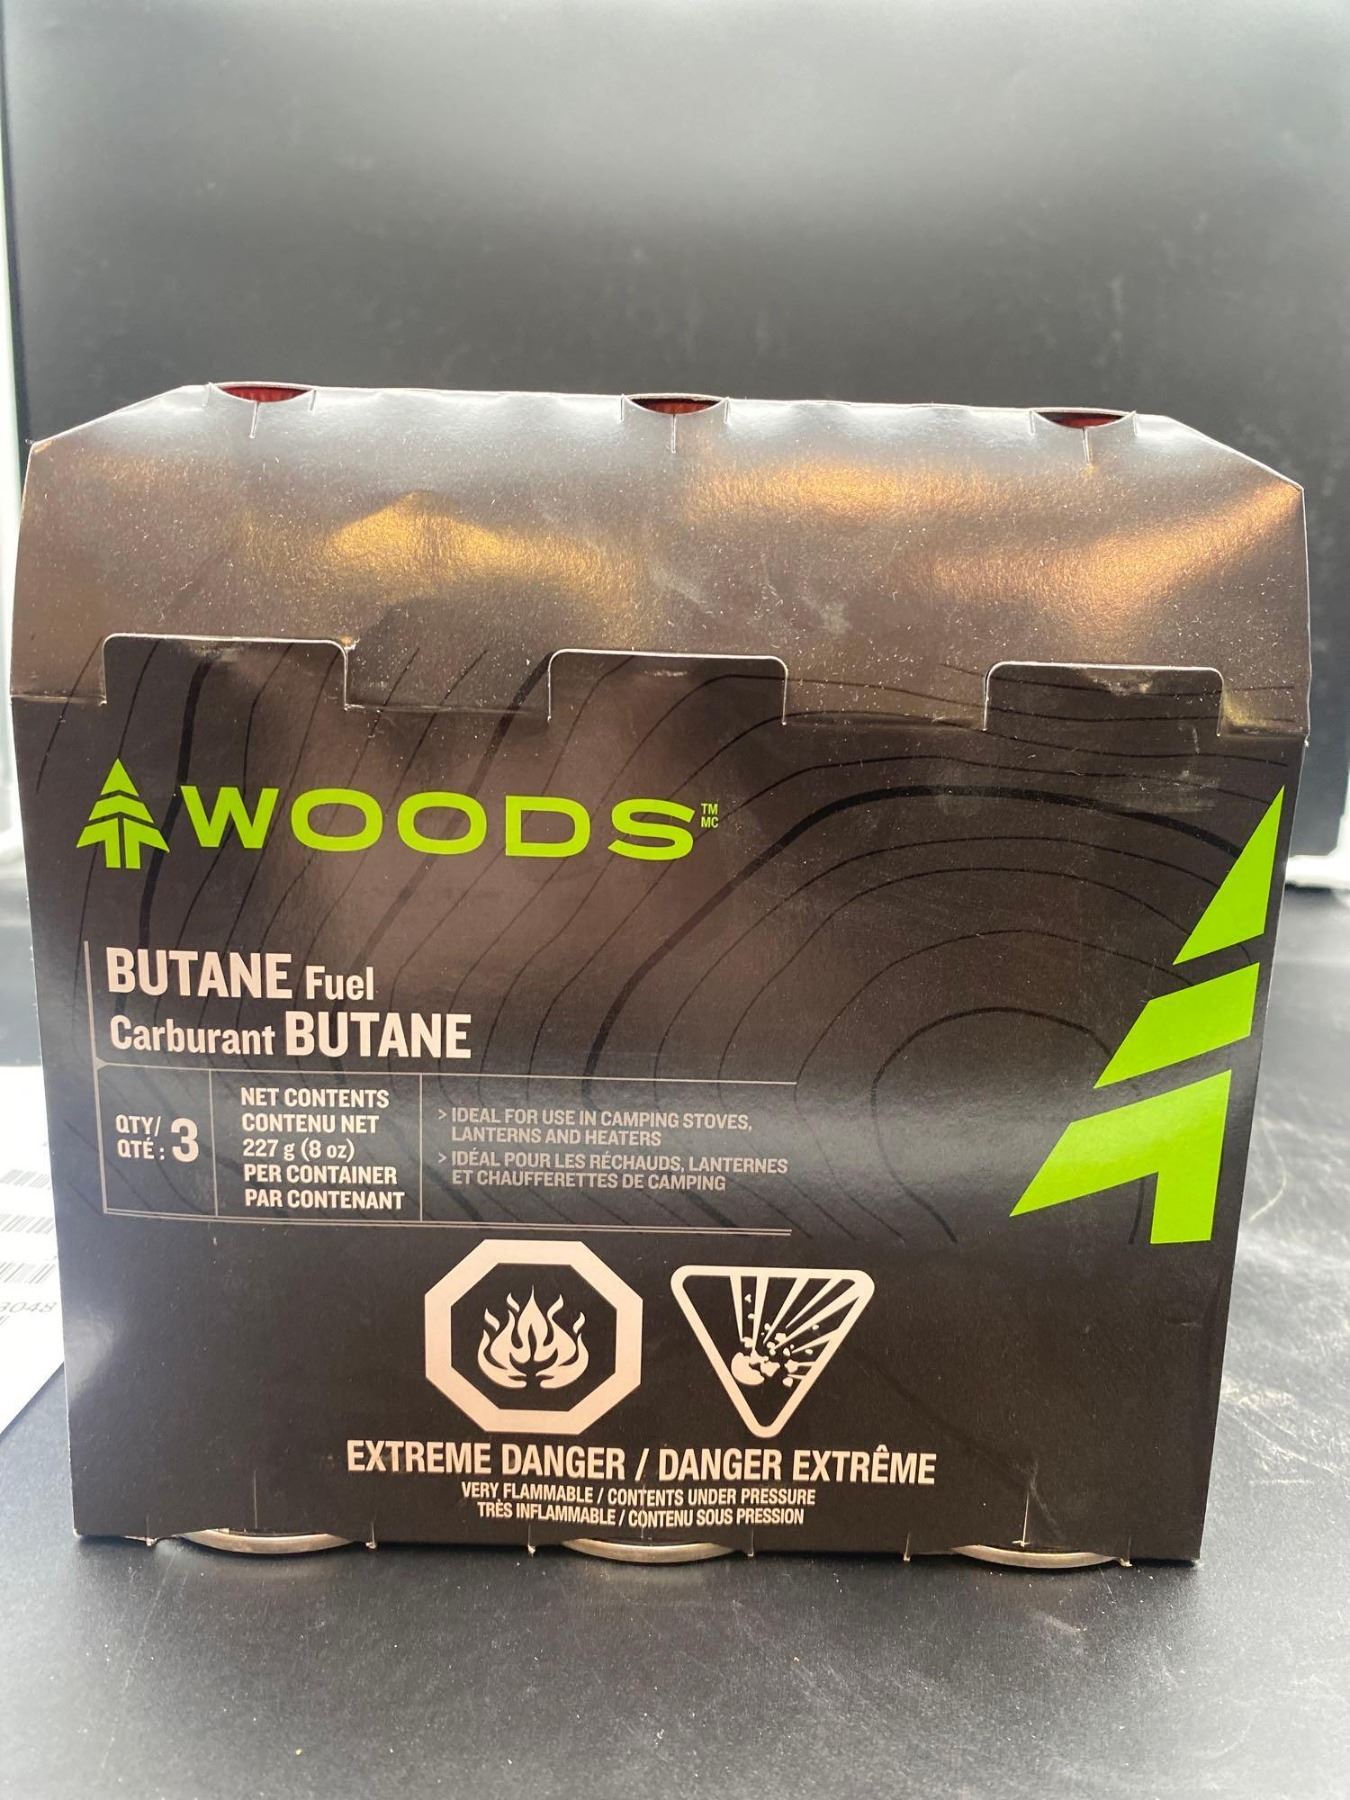 WOODS™ MC
BUTANE Fuel
Carburant BUTANE
QTY/
QTÉ : 3
NET CONTENTS
CONTENU NET
227 g (8 oz)
PER CONTAINER
PAR CONTENANT
> IDEAL FOR USE IN CAMPING STOVES,
LANTERNS AND HEATERS
> IDÉAL POUR LES RÉCHAUDS, LANTERNES
ET CHAUFFERETTES DE CAMPING
EXTREME DANGER / DANGER EXTRÊME
VERY FLAMMABLE / CONTENTS UNDER PRESSURE
TRÈS INFLAMMABLE / CONTENU SOUS PRESSION